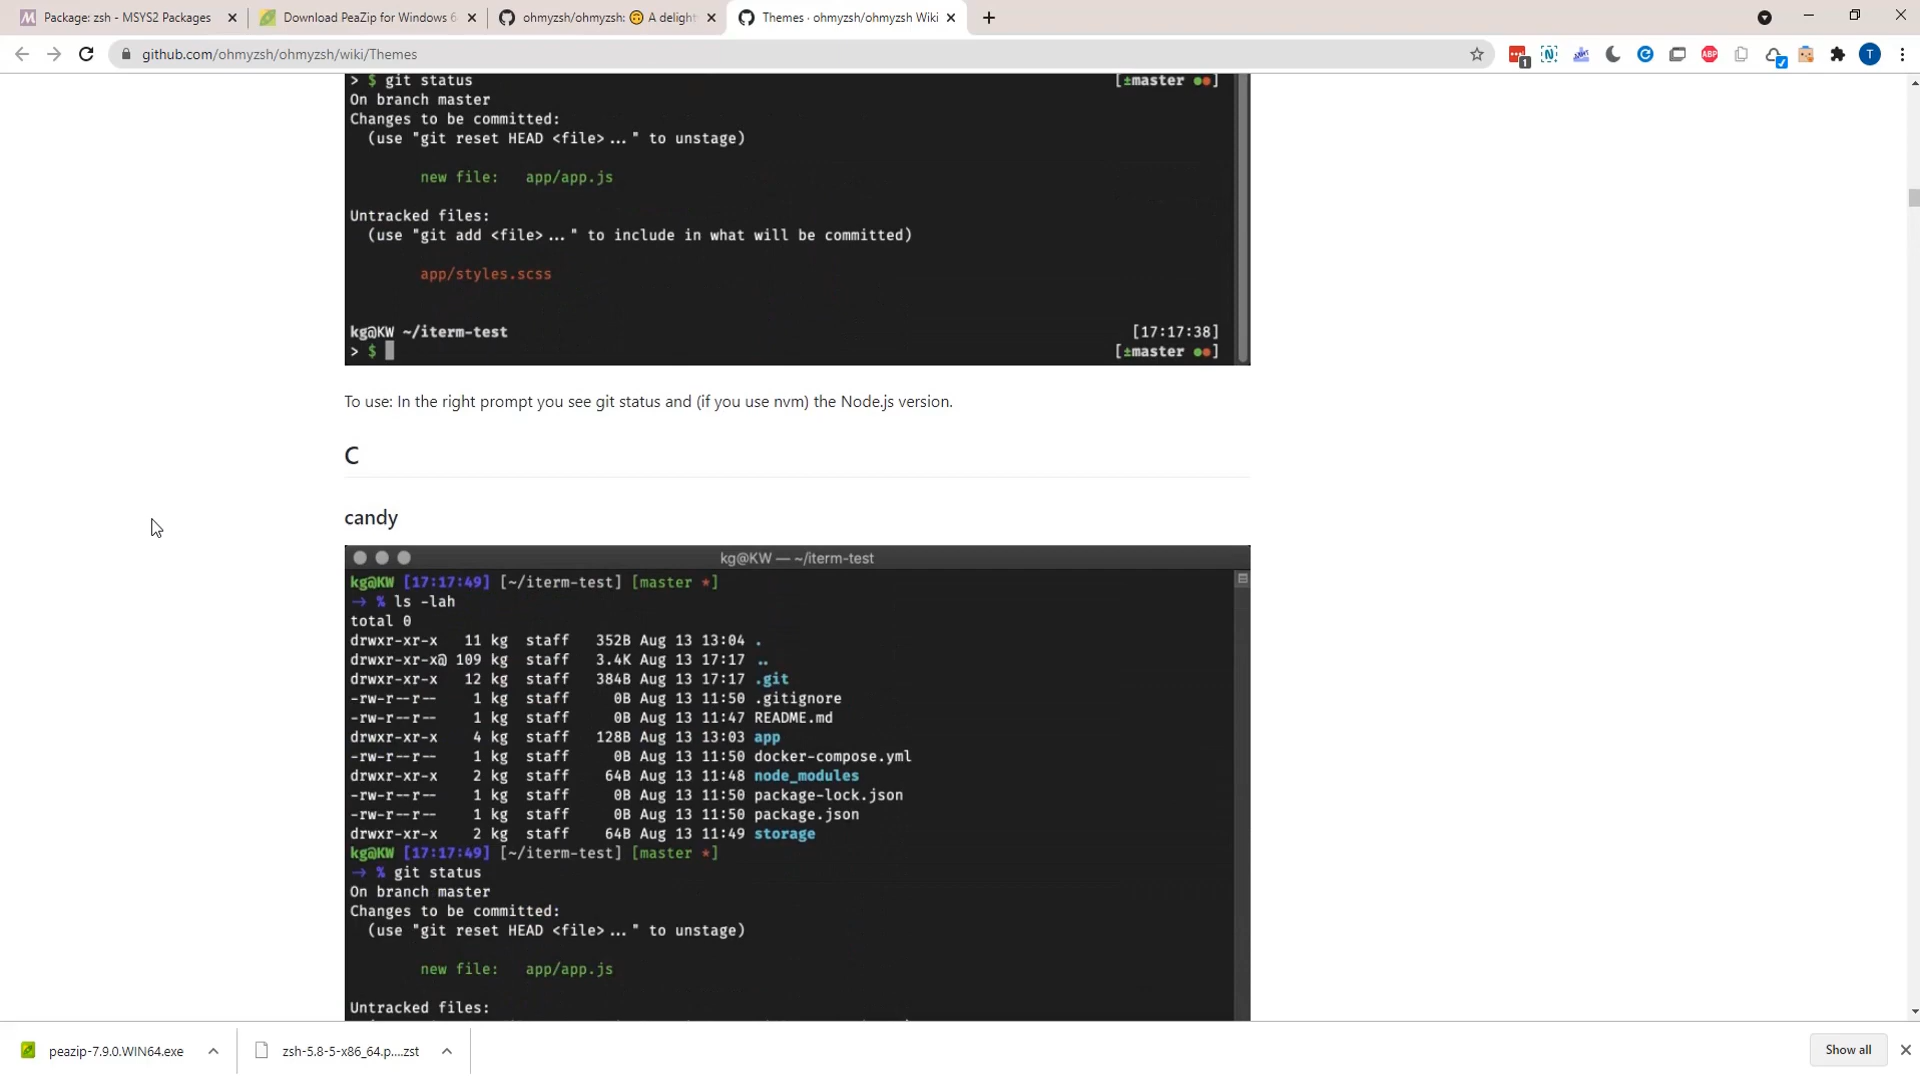 Package: zsh - MSYS2 Packages
Download PeaZip for Windows 6
ohmyzsh/ohmyzsh: 🙃 A deligh
Themes · ohmyzsh/ohmyzsh Wiki
github.com/ohmyzsh/ohmyzsh/wiki/Themes
1
ABP
T
> $ git status [±master ●●]
On branch master
Changes to be committed:
(use "git reset HEAD <file>..." to unstage)
new file: app/app.js
Untracked files:
(use "git add <file>..." to include in what will be committed)
app/styles.scss
kg@KW ~/iterm-test [17:17:38]
> $ [±master ●●]
To use: In the right prompt you see git status and (if you use nvm) the Node.js version.
C
candy
kg@KW — ~/iterm-test
kg@KW [17:17:49] [~/iterm-test] [master *]
→ % ls -lah
total 0
drwxr-xr-x 11 kg staff 352B Aug 13 13:04 .
drwxr-xr-x@ 109 kg staff 3.4K Aug 13 17:17 ..
drwxr-xr-x 12 kg staff 384B Aug 13 17:17 .git
-rw-r--r-- 1 kg staff 0B Aug 13 11:50 .gitignore
-rw-r--r-- 1 kg staff 0B Aug 13 11:47 README.md
drwxr-xr-x 4 kg staff 128B Aug 13 13:03 app
-rw-r--r-- 1 kg staff 0B Aug 13 11:50 docker-compose.yml
drwxr-xr-x 2 kg staff 64B Aug 13 11:48 node_modules
-rw-r--r-- 1 kg staff 0B Aug 13 11:50 package-lock.json
-rw-r--r-- 1 kg staff 0B Aug 13 11:50 package.json
drwxr-xr-x 2 kg staff 64B Aug 13 11:49 storage
kg@KW [17:17:49] [~/iterm-test] [master *]
→ % git status
On branch master
Changes to be committed:
(use "git reset HEAD <file>..." to unstage)
new file: app/app.js
Untracked files:
peazip-7.9.0.WIN64.exe
zsh-5.8-5-x86_64.p....zst
Show all